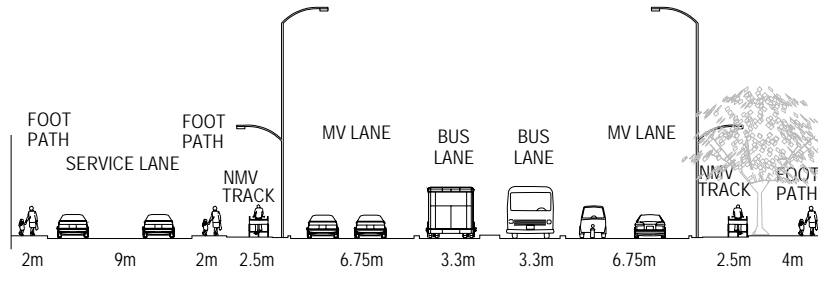 FOOT
PATH
SERVICE LANE
FOOT
PATH
NMV
TRACK
MV LANE
BUS
LANE
BUS
LANE
MV LANE
NMV
TRACK
FOOT
PATH
2m 9m 2m 2.5m 6.75m 3.3m 3.3m 6.75m 2.5m 4m